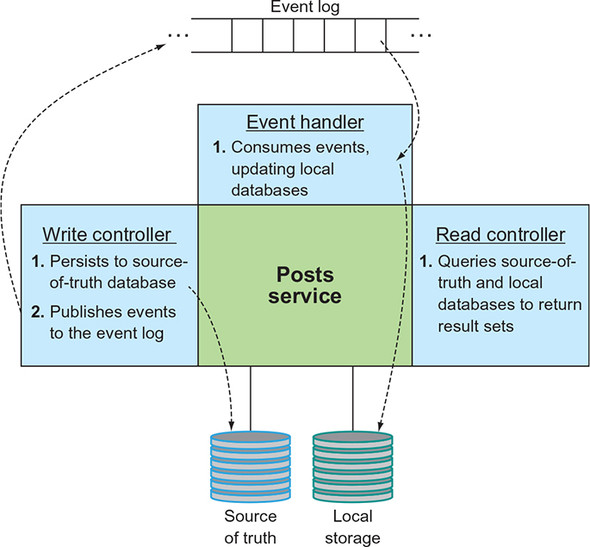 Event log
Event handler
1. Consumes events,
updating local
databases
Write controller
1. Persists to source-
of-truth database
2. Publishes events
to the event log
Posts
service
Read controller
1. Queries source-of-
truth and local
databases to return
result sets
Source
of truth
Local
storage